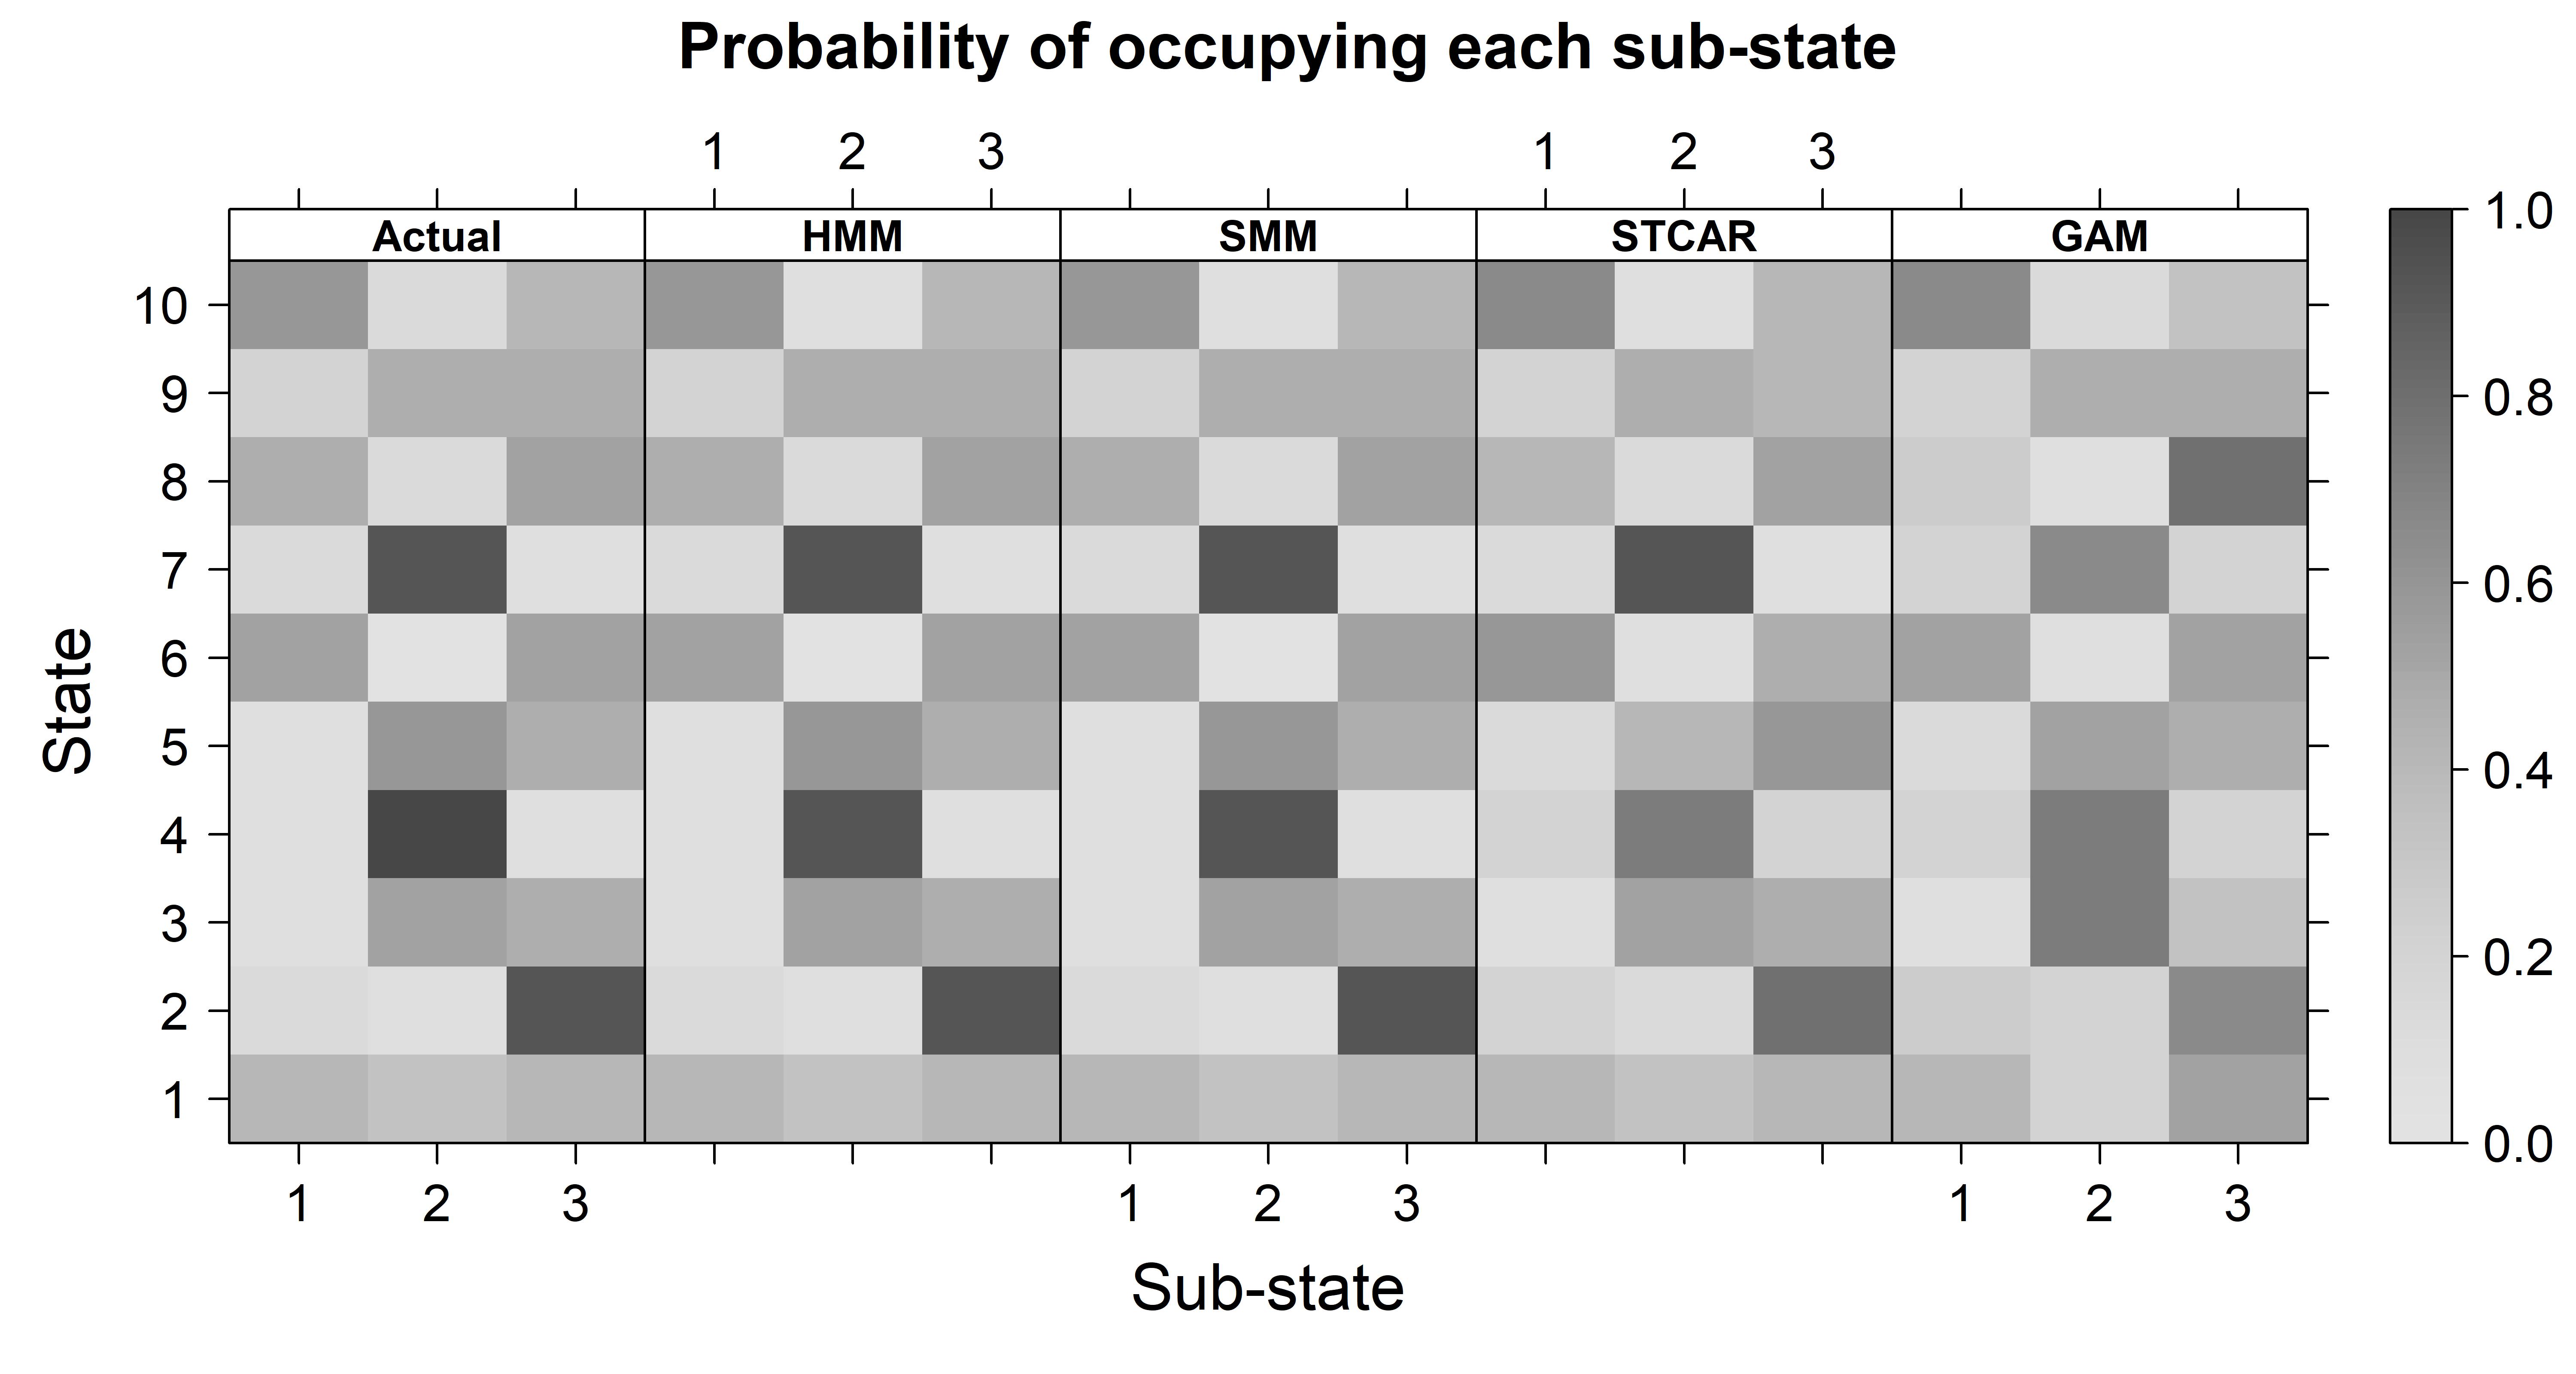 Probability of occupying each sub-state
1 2 3 1 2 3
Actual HMM SMM STCAR GAM
10
9
8
7
6
5
4
3
2
1
State
1.0
0.8
0.6
0.4
0.2
0.0
1 2 3 1 2 3 1 2 3
Sub-state